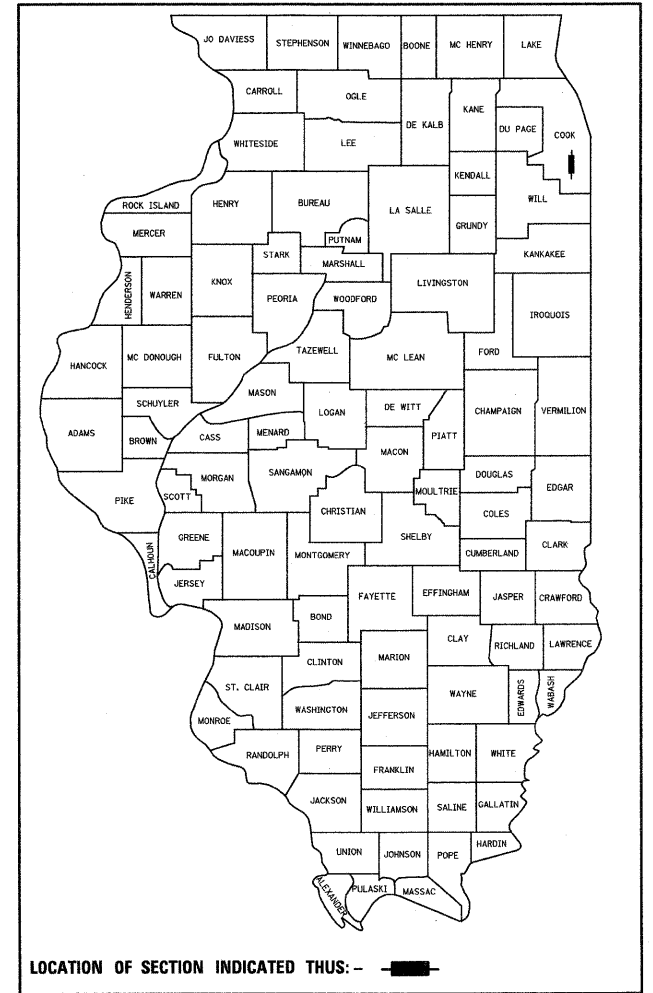 JO DAVIESS STEPHENSON WINNEBAGO BOONE MC HENRY LAKE
CARROLL OGLE DE KALB KANE DU PAGE COOK
WHITESIDE LEE KENDALL WILL
ROCK ISLAND HENRY BUREAU LA SALLE GRUNDY
MERCER PUTNAM KANKAKEE
STARK MARSHALL
HENDERSON WARREN KNOX PEORIA WOODFORD LIVINGSTON IROQUOIS
HANCOCK MC DONOUGH FULTON TAZEWELL MC LEAN FORD
MASON
SCHUYLER LOGAN DE WITT CHAMPAIGN VERMILION
ADAMS BROWN CASS MENARD PIATT
MACON
MORGAN SANGAMON DOUGLAS
PIKE SCOTT MOULTRIE EDGAR
CHRISTIAN COLES
GREENE MACOUPIN MONTGOMERY SHELBY
CALHOUN CUMBERLAND CLARK
JERSEY
FAYETTE EFFINGHAM JASPER CRAWFORD
MADISON BOND
CLAY RICHLAND LAWRENCE
CLINTON MARION
ST. CLAIR WAYNE EDWARDS WABASH
WASHINGTON
MONROE JEFFERSON
RANDOLPH PERRY HAMILTON WHITE
FRANKLIN
JACKSON WILLIAMSON SALINE GALLATIN
UNION JOHNSON POPE HARDIN
ALEXANDER PULASKI MASSAC
LOCATION OF SECTION INDICATED THUS: -